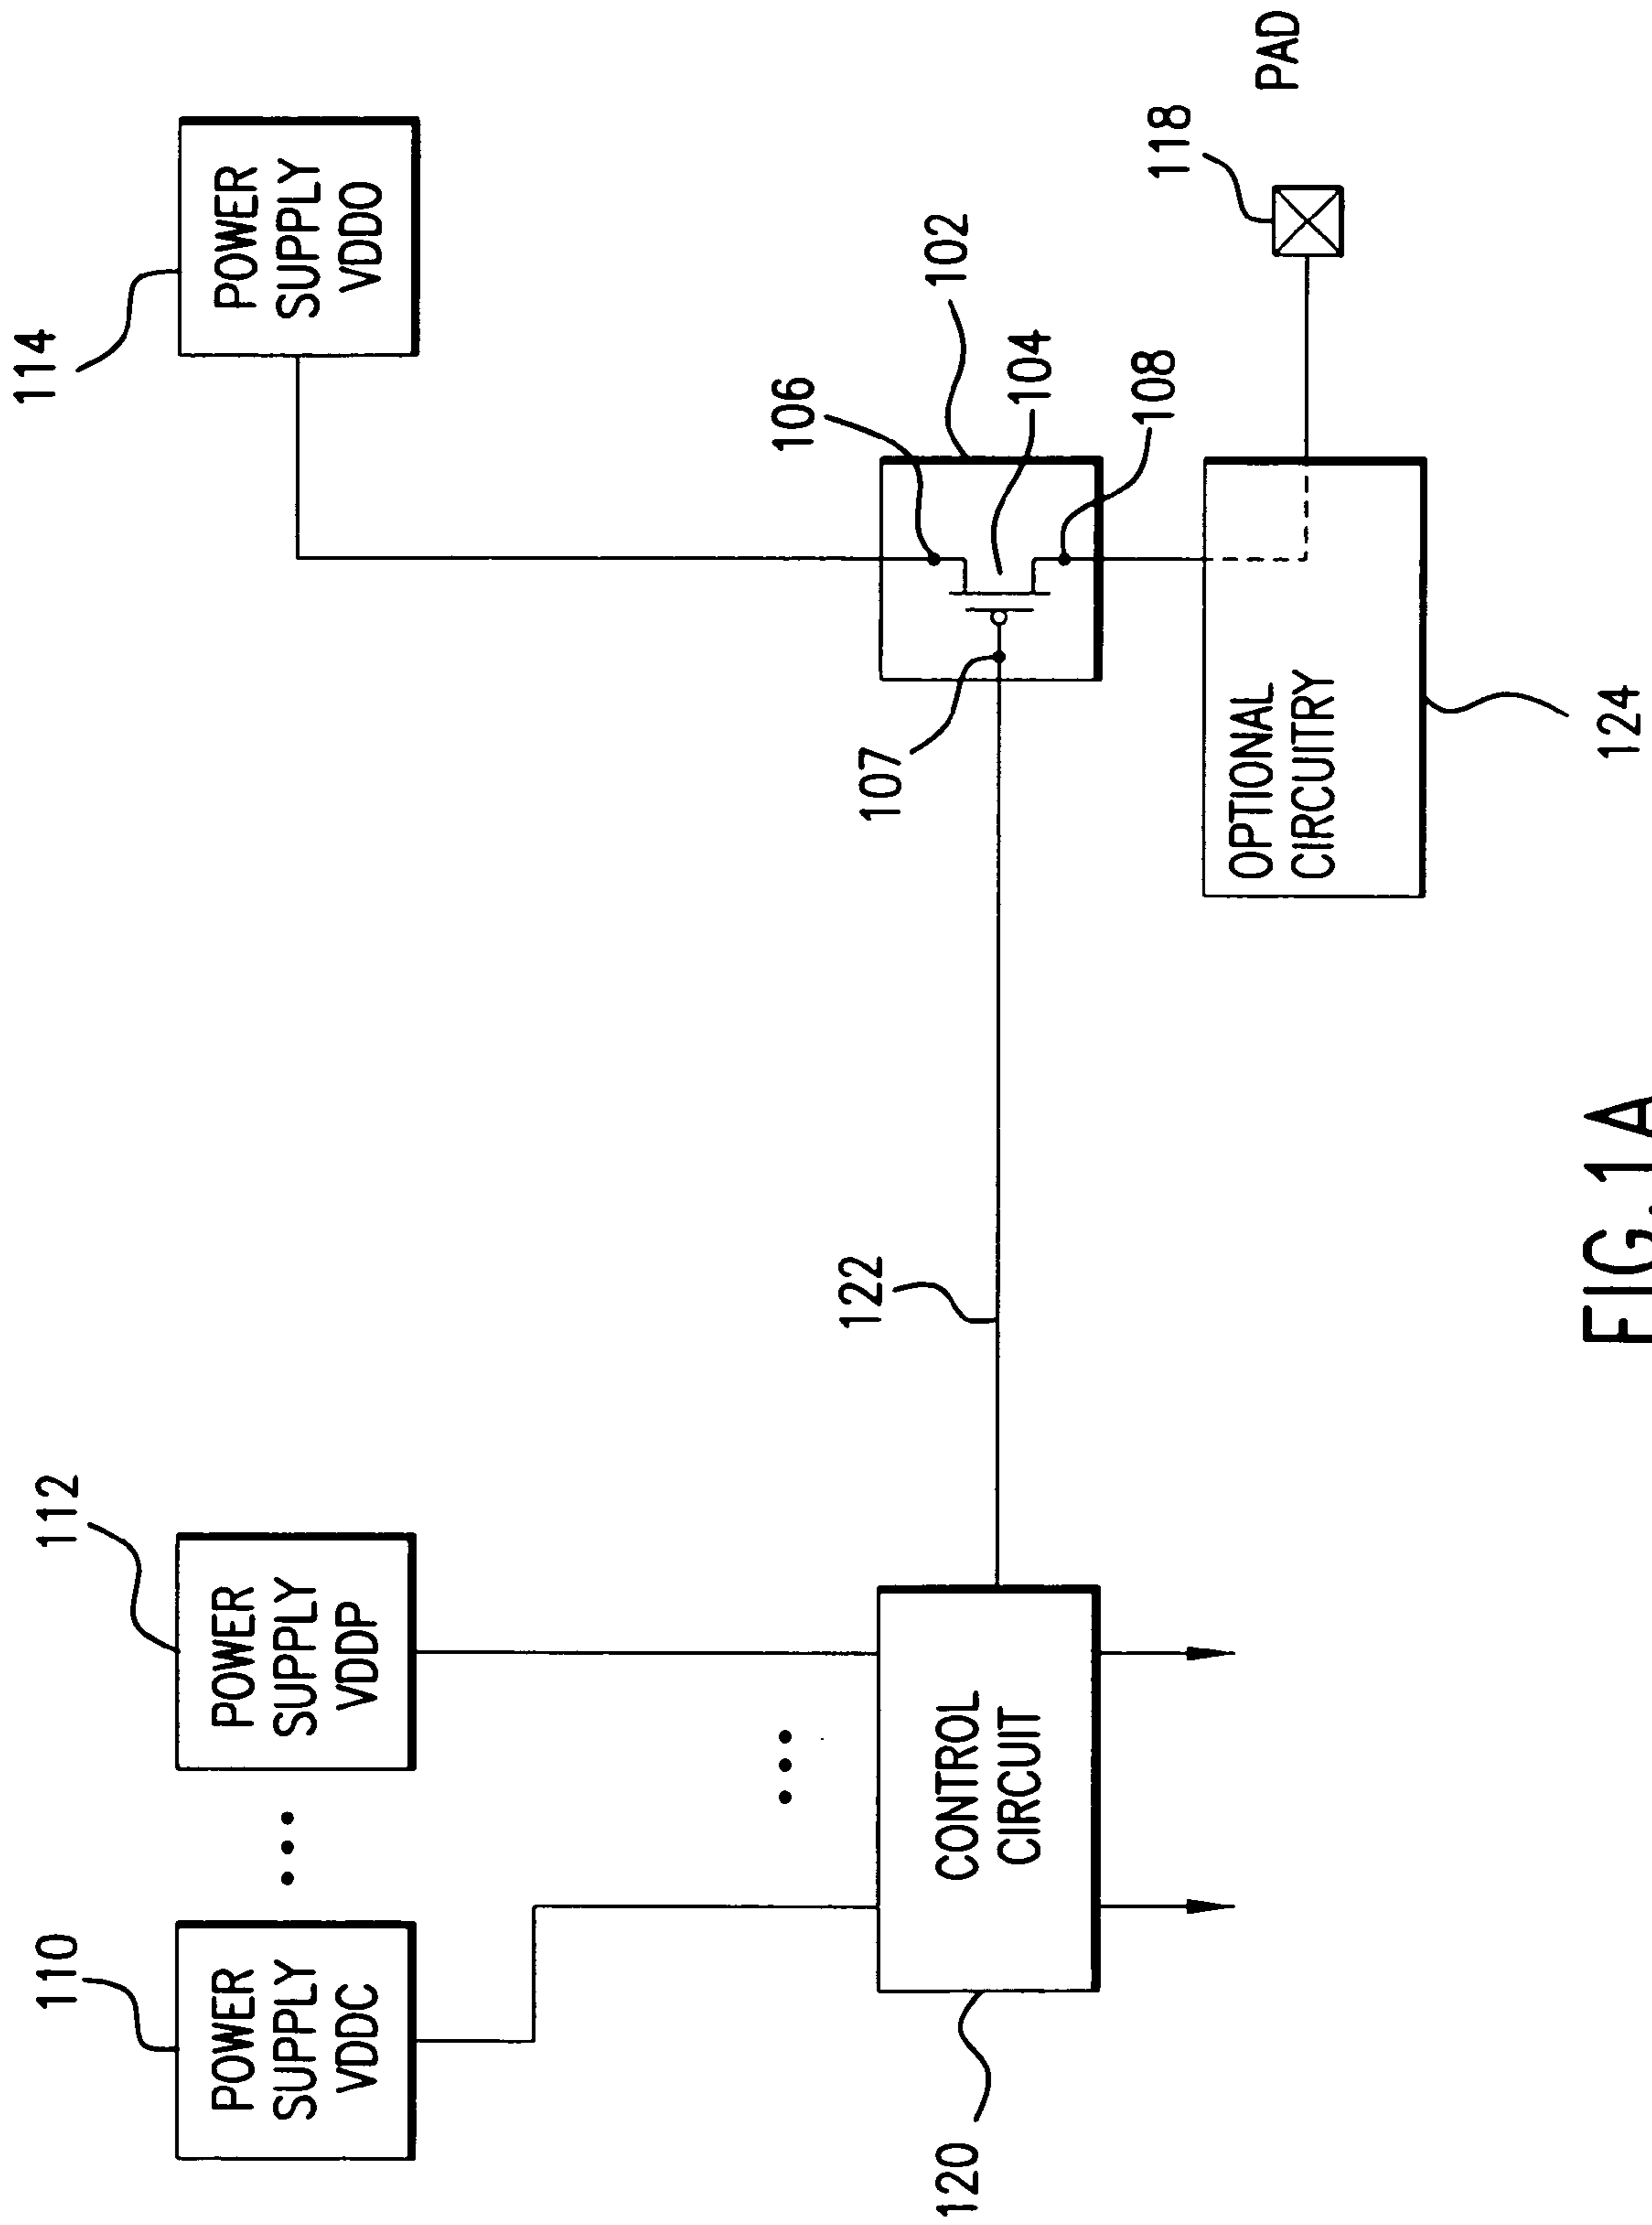 110
112
114
POWER
SUPPLY
VDDC
POWER
SUPPLY
VDDP
POWER
SUPPLY
VDDO
106
107
122
102
104
108
120
CONTROL
CIRCUIT
118
PAD
OPTIONAL
CIRCUITRY
124
FIG.1A